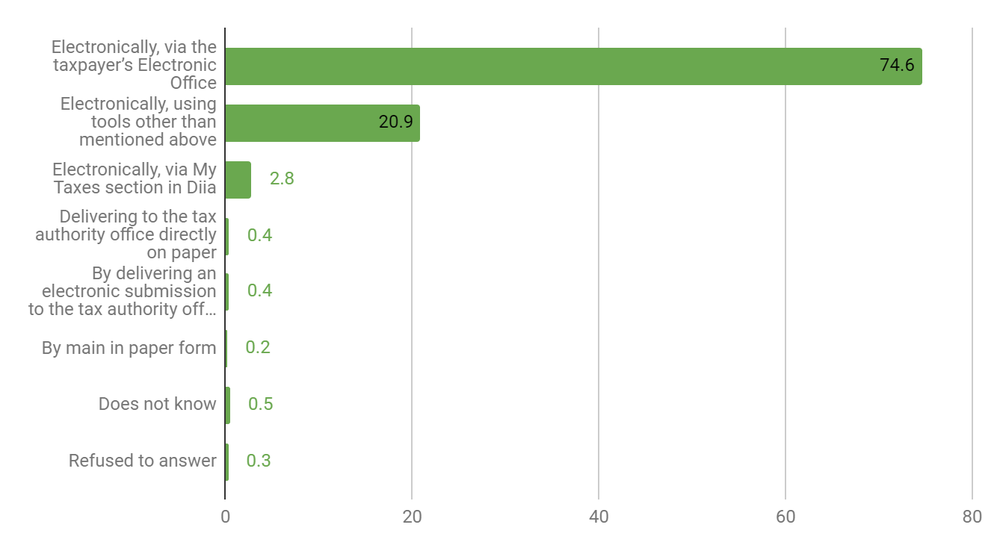 Electronically, via the
taxpayer’s Electronic
Office
74.6
Electronically, using
tools other than
mentioned above
20.9
Electronically, via My
Taxes section in Diia
2.8
Delivering to the tax
authority office directly
on paper
0.4
By delivering an
electronic submission
to the tax authority off…
0.4
By main in paper form
0.2
Does not know
0.5
Refused to answer
0.3
0 20 40 60 80